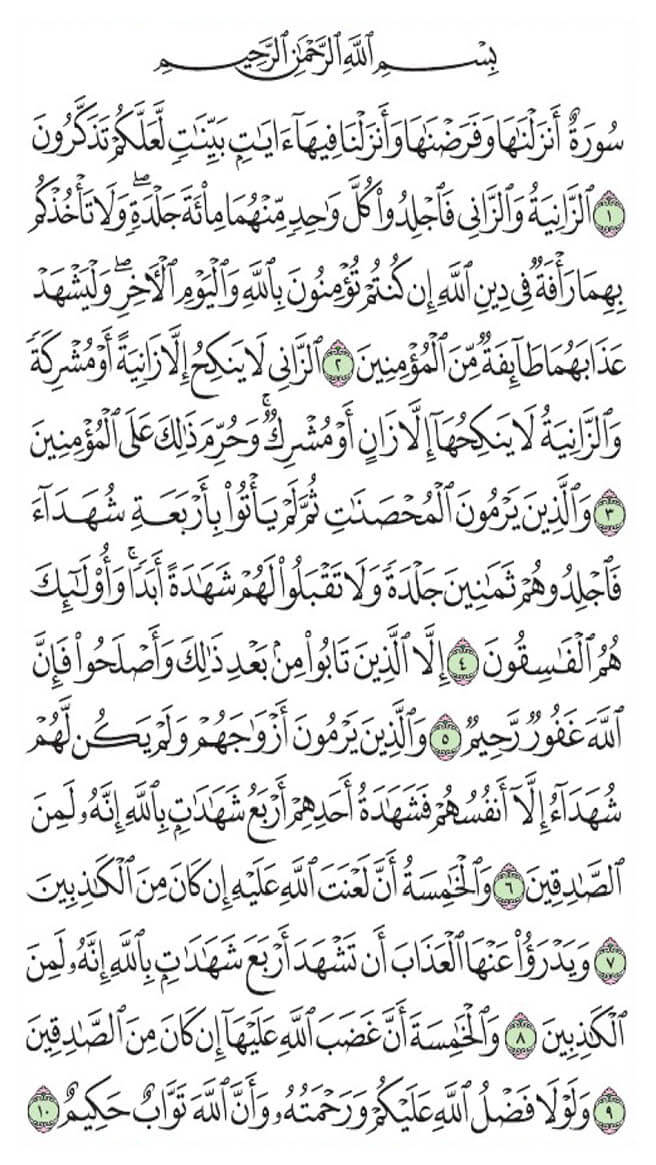 بِسْمِ ٱللَّهِ ٱلرَّحْمَٰنِ ٱلرَّحِيمِ
سُورَةٌ أَنزَلْنَٰهَا وَفَرَضْنَٰهَا وَأَنزَلْنَا فِيهَآ ءَايَٰتٍۭ بَيِّنَٰتٍ لَّعَلَّكُمْ تَذَكَّرُونَ
١ ٱلزَّانِيَةُ وَٱلزَّانِى فَٱجْلِدُوا۟ كُلَّ وَٰحِدٍ مِّنْهُمَا مِا۟ئَةَ جَلْدَةٍ ۖ وَلَا تَأْخُذْكُم
بِهِمَا رَأْفَةٌ فِى دِينِ ٱللَّهِ إِن كُنتُمْ تُؤْمِنُونَ بِٱللَّهِ وَٱلْيَوْمِ ٱلْـَٔاخِرِ ۖ وَلْيَشْهَدْ
عَذَابَهُمَا طَآئِفَةٌ مِّنَ ٱلْمُؤْمِنِينَ ٢ ٱلزَّانِى لَا يَنكِحُ إِلَّا زَانِيَةً أَوْ مُشْرِكَةً
وَٱلزَّانِيَةُ لَا يَنكِحُهَآ إِلَّا زَانٍ أَوْ مُشْرِكٌ ۚ وَحُرِّمَ ذَٰلِكَ عَلَى ٱلْمُؤْمِنِينَ
٣ وَٱلَّذِينَ يَرْمُونَ ٱلْمُحْصَنَٰتِ ثُمَّ لَمْ يَأْتُوا۟ بِأَرْبَعَةِ شُهَدَآءَ
فَٱجْلِدُوهُمْ ثَمَٰنِينَ جَلْدَةً وَلَا تَقْبَلُوا۟ لَهُمْ شَهَٰدَةً أَبَدًا ۚ وَأُو۟لَٰٓئِكَ
هُمُ ٱلْفَٰسِقُونَ ٤ إِلَّا ٱلَّذِينَ تَابُوا۟ مِنۢ بَعْدِ ذَٰلِكَ وَأَصْلَحُوا۟ فَإِنَّ
ٱللَّهَ غَفُورٌ رَّحِيمٌ ٥ وَٱلَّذِينَ يَرْمُونَ أَزْوَٰجَهُمْ وَلَمْ يَكُن لَّهُمْ
شُهَدَآءُ إِلَّآ أَنفُسُهُمْ فَشَهَٰدَةُ أَحَدِهِمْ أَرْبَعُ شَهَٰدَٰتٍۭ بِٱللَّهِ إِنَّهُۥ لَمِنَ
ٱلصَّٰدِقِينَ ٦ وَٱلْخَٰمِسَةُ أَنَّ لَعْنَتَ ٱللَّهِ عَلَيْهِ إِن كَانَ مِنَ ٱلْكَٰذِبِينَ
٧ وَيَدْرَؤُا۟ عَنْهَا ٱلْعَذَابَ أَن تَشْهَدَ أَرْبَعَ شَهَٰدَٰتٍۭ بِٱللَّهِ إِنَّهُۥ لَمِنَ
ٱلْكَٰذِبِينَ ٨ وَٱلْخَٰمِسَةَ أَنَّ غَضَبَ ٱللَّهِ عَلَيْهَآ إِن كَانَ مِنَ ٱلصَّٰدِقِينَ
٩ وَلَوْلَا فَضْلُ ٱللَّهِ عَلَيْكُمْ وَرَحْمَتُهُۥ وَأَنَّ ٱللَّهَ تَوَّابٌ حَكِيمٌ ١٠